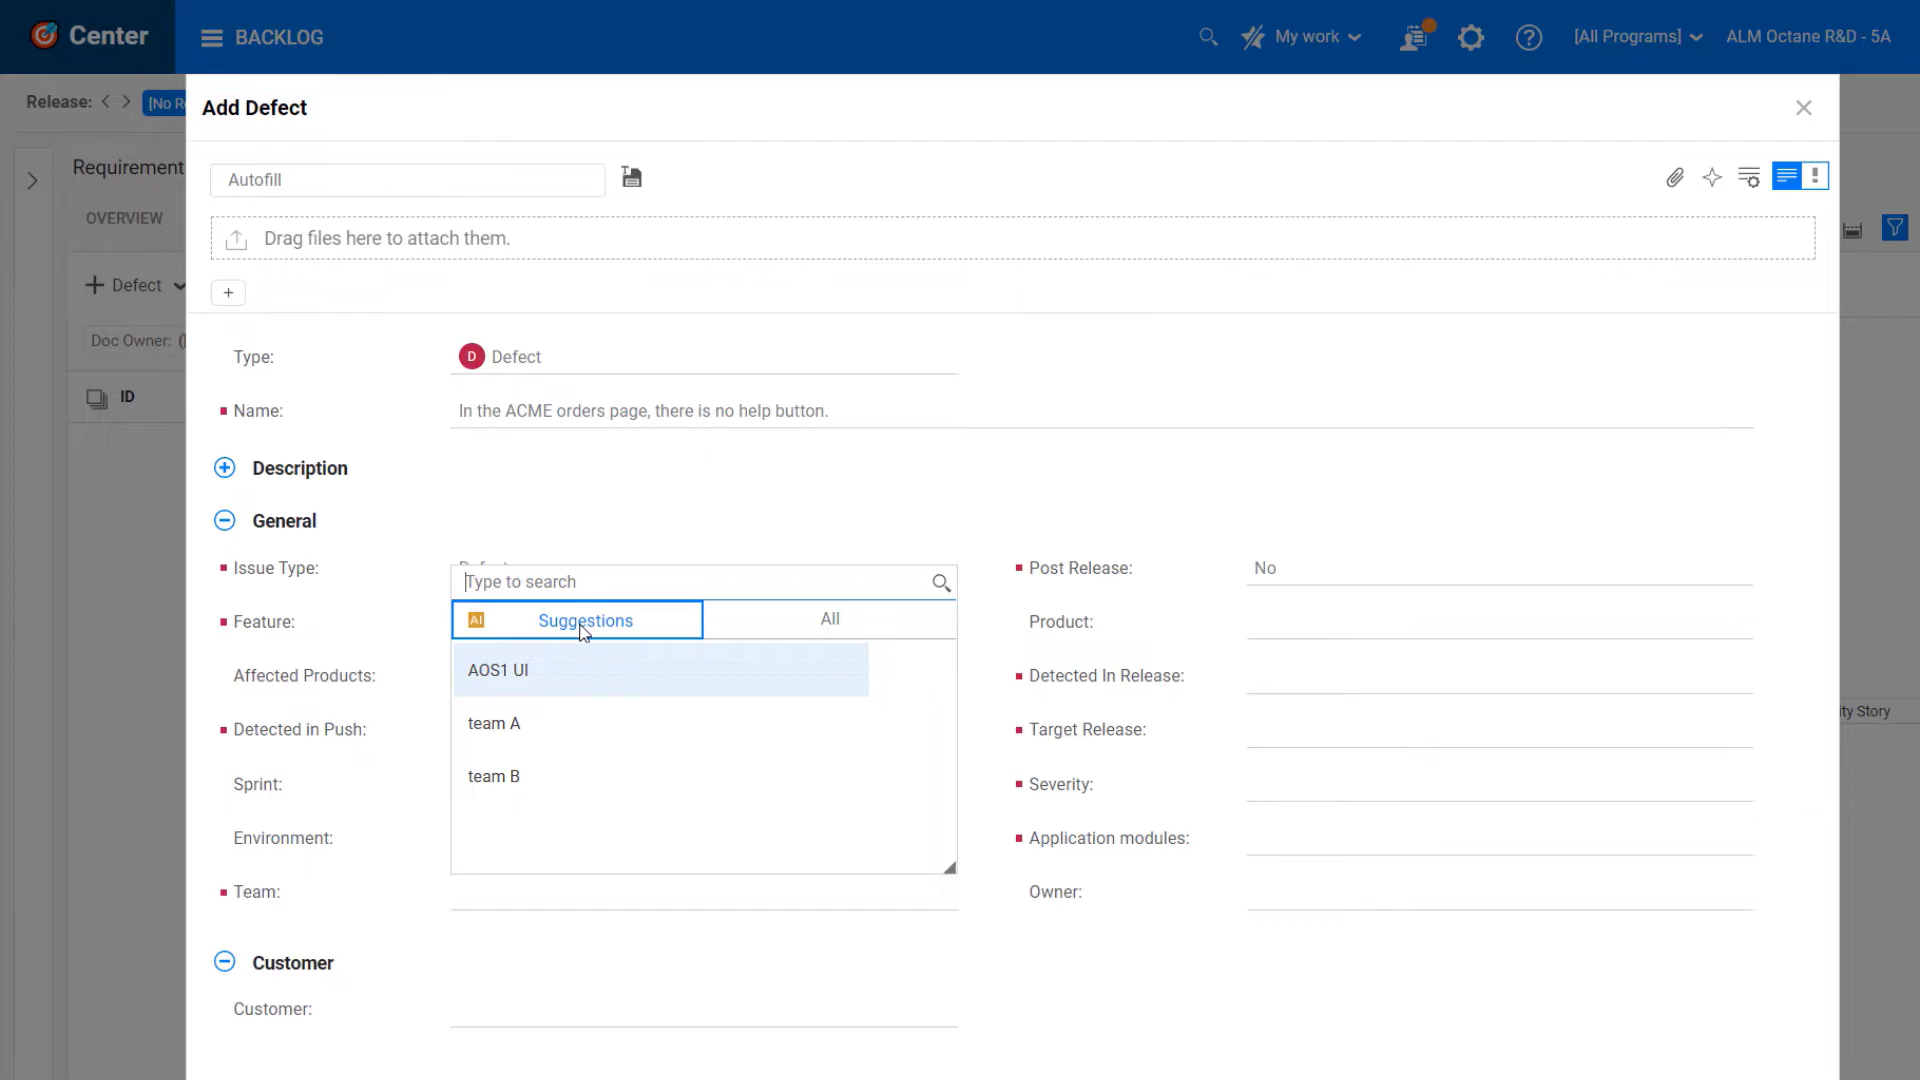 Center
BACKLOG
My work
[All Programs]
ALM Octane R&D - 5A
Release:
[No R
Add Defect
Requirement
Autofill
OVERVIEW
Drag files here to attach them.
Defect
Doc Owner: (
ID
Type:
D Defect
Name:
In the ACME orders page, there is no help button.
Description
General
Issue Type:
Post Release:
No
Type to search
Feature:
AI Suggestions
All
Product:
Affected Products:
AOS1 UI
Detected In Release:
ty Story
Detected in Push:
team A
Target Release:
Sprint:
team B
Severity:
Environment:
Application modules:
Team:
Owner:
Customer
Customer: